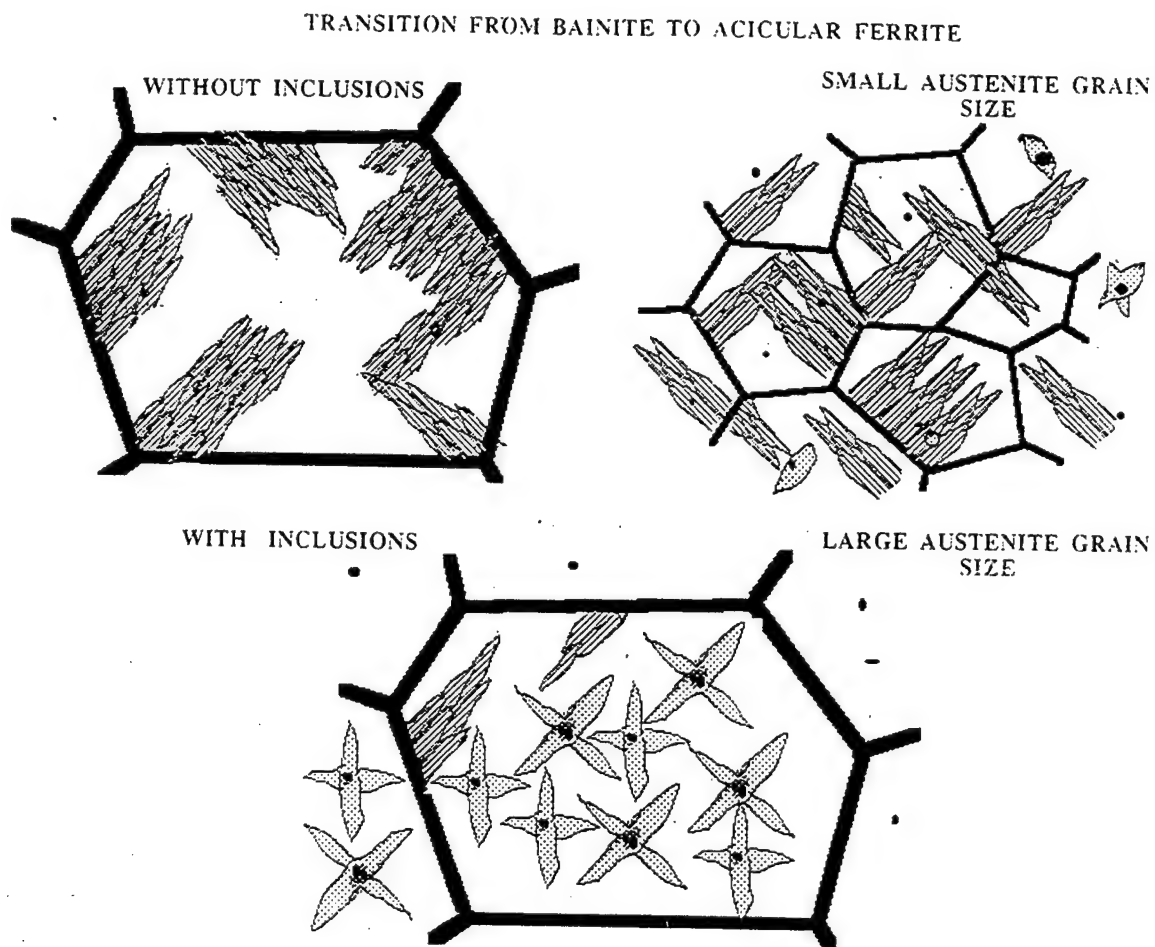 TRANSITION FROM BAINITE TO ACICULAR FERRITE
WITHOUT INCLUSIONS
SMALL AUSTENITE GRAIN
SIZE
WITH INCLUSIONS
LARGE AUSTENITE GRAIN
SIZE